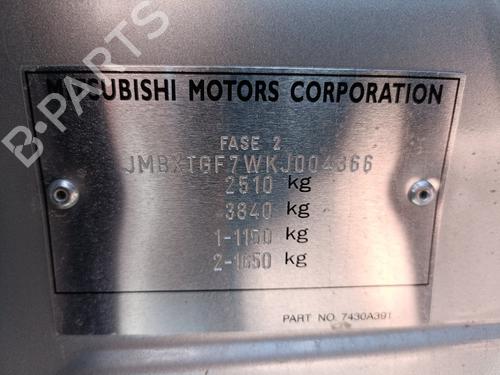 B-PARTS
MITSUBISHI MOTORS CORPORATION
FASE 2
JMBXTGF7WKJ004366
2510 kg
3840 kg
1-1150 kg
2-1650 kg
PART NO. 7430A391